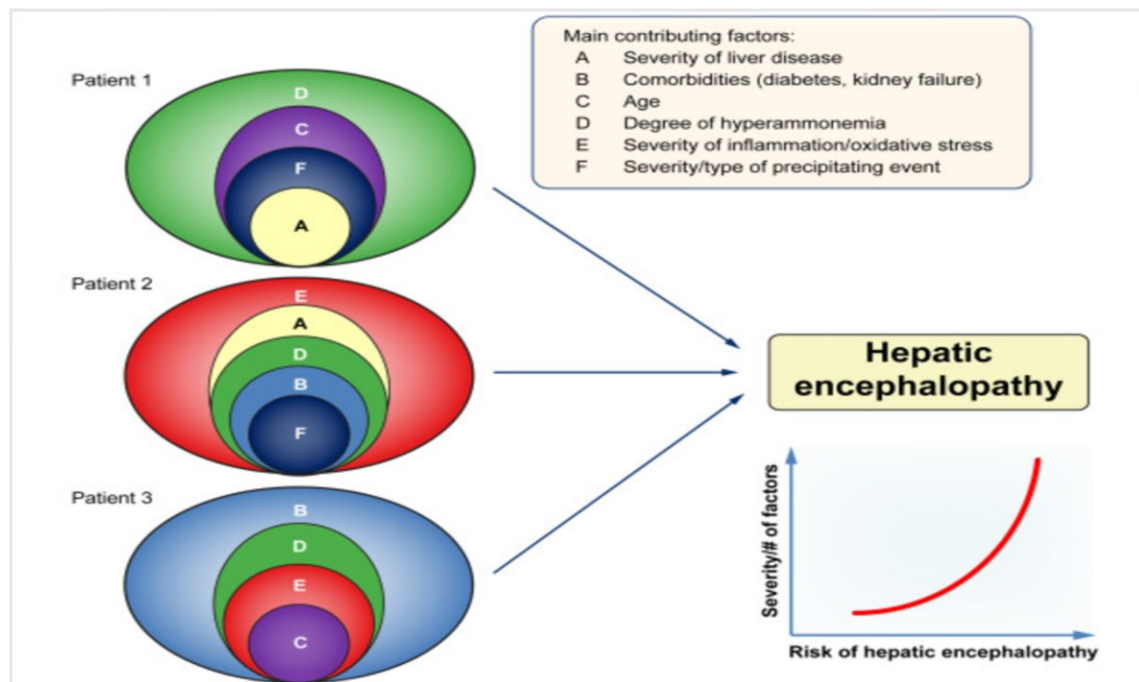 Main contributing factors:
A Severity of liver disease
B Comorbidities (diabetes, kidney failure)
C Age
D Degree of hyperammonemia
E Severity of inflammation/oxidative stress
F Severity/type of precipitating event
Patient 1
D
C
F
A
Patient 2
E
A
D
B
F
Patient 3
B
D
E
C
Hepatic
encephalopathy
Severity/# of factors
Risk of hepatic encephalopathy